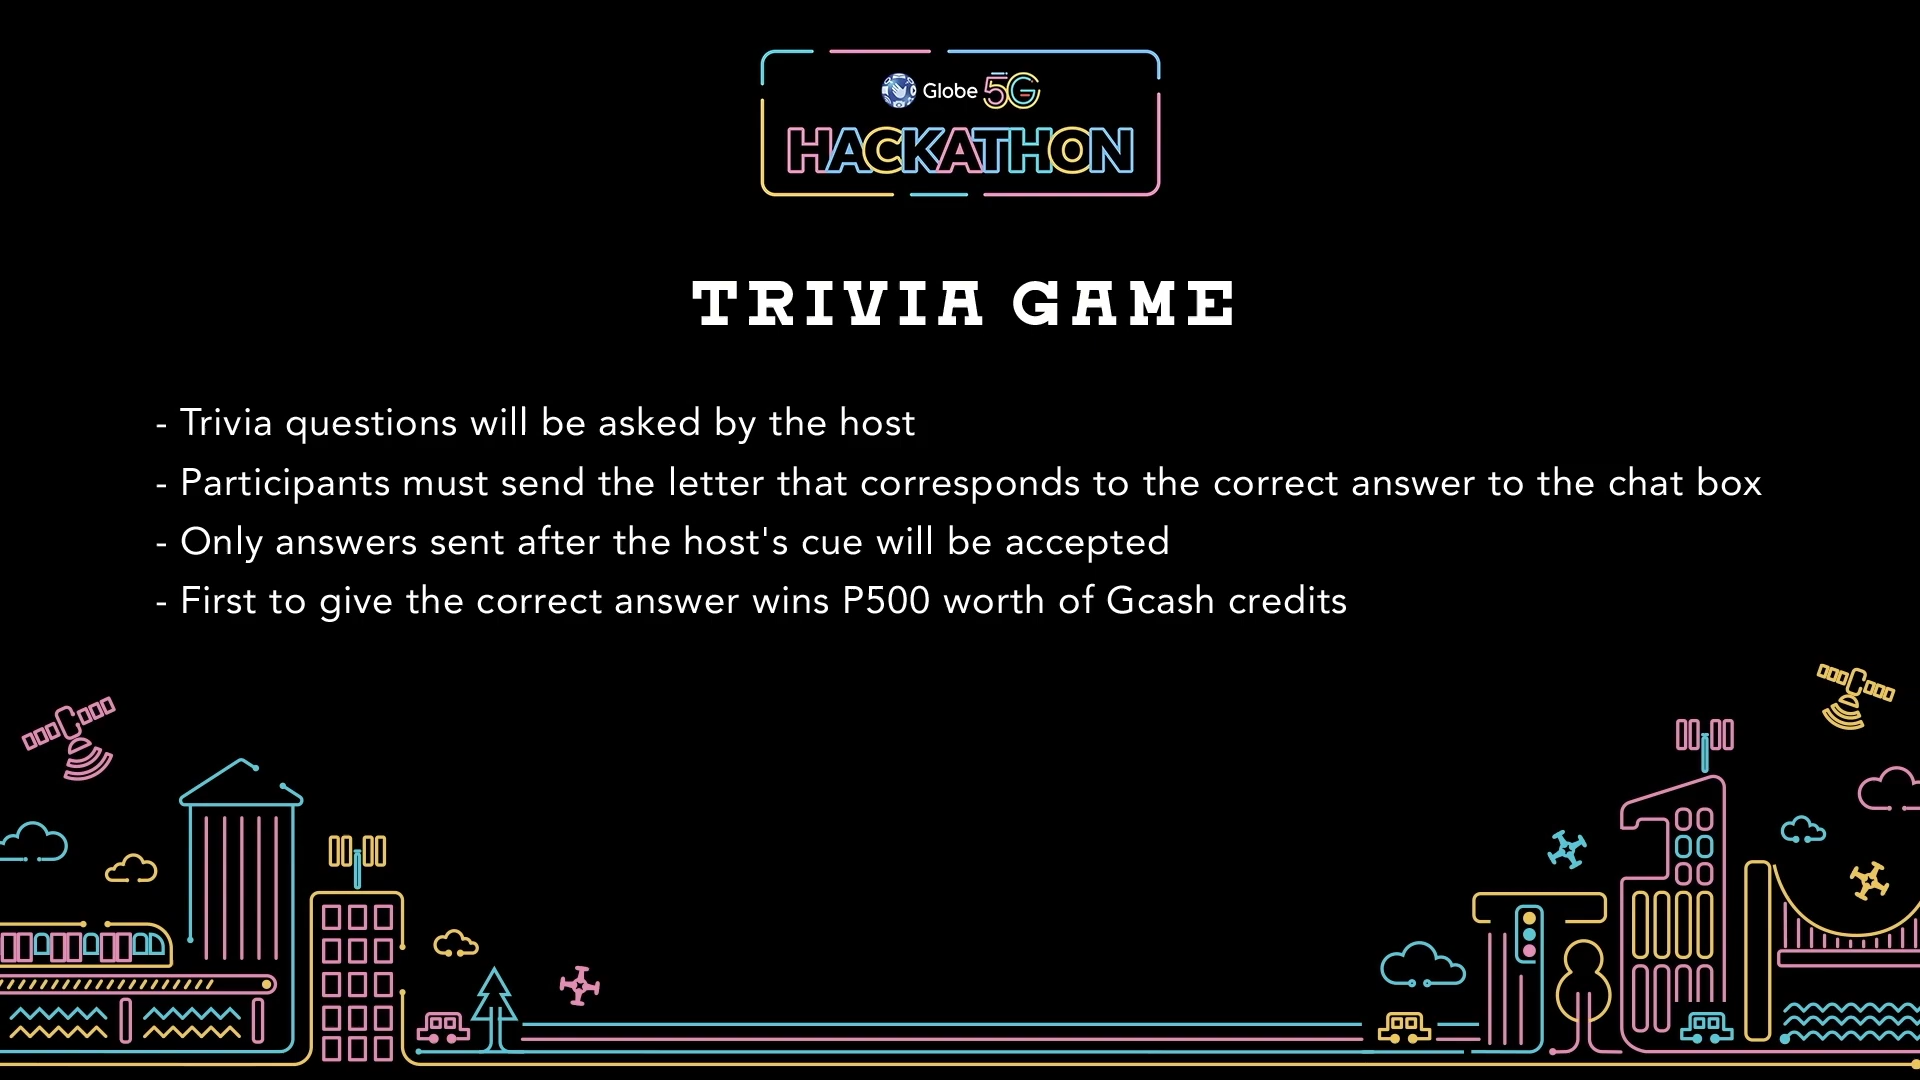 Globe 5G
HACKATHON
TRIVIA GAME
- Trivia questions will be asked by the host
- Participants must send the letter that corresponds to the correct answer to the chat box
- Only answers sent after the host's cue will be accepted
- First to give the correct answer wins P500 worth of Gcash credits